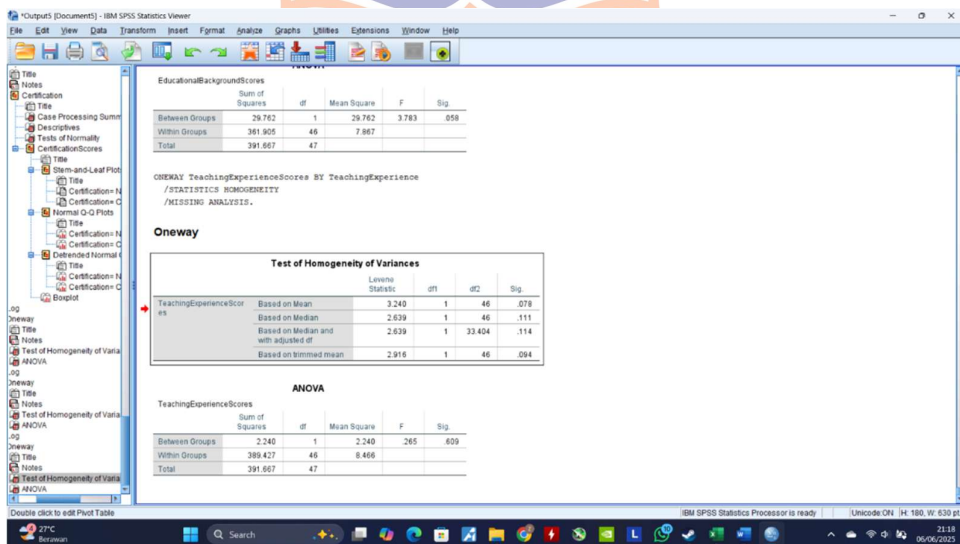 *Output5 [Document5] - IBM SPSS Statistics Viewer
File Edit View Data Transform Insert Format Analyze Graphs Utilities Extensions Window Help
Title
Notes
Certification
Title
Case Processing Summ
Descriptives
Tests of Normality
CertificationScores
Title
Stem-and-Leaf Plot
Title
Certification= N
Certification= C
Normal Q-Q Plots
Title
Certification= N
Certification= C
Detrended Normal
Title
Certification= N
Certification= C
Boxplot
Log
Oneway
Title
Notes
Test of Homogeneity of Varia
ANOVA
Log
Oneway
Title
Notes
Test of Homogeneity of Varia
ANOVA
Log
Oneway
Title
Notes
Test of Homogeneity of Varia
ANOVA
ANOVA
EducationalBackgroundScores
Sum of Squares df Mean Square F Sig.
Between Groups 29.762 1 29.762 3.783 .058
Within Groups 361.905 46 7.867
Total 391.667 47
ONEWAY TeachingExperienceScores BY TeachingExperience
/STATISTICS HOMOGENEITY
/MISSING ANALYSIS.
Oneway
Test of Homogeneity of Variances
Levene Statistic df1 df2 Sig.
TeachingExperienceScores Based on Mean 3.240 1 46 .078
Based on Median 2.639 1 46 .111
Based on Median and with adjusted df 2.639 1 33.404 .114
Based on trimmed mean 2.916 1 46 .094
ANOVA
TeachingExperienceScores
Sum of Squares df Mean Square F Sig.
Between Groups 2.240 1 2.240 .265 .609
Within Groups 389.427 46 8.466
Total 391.667 47
Double click to edit Pivot Table
IBM SPSS Statistics Processor is ready Unicode:ON H: 180, W: 630 pt
27°C
Berawan
Search
21:18
06/06/2025